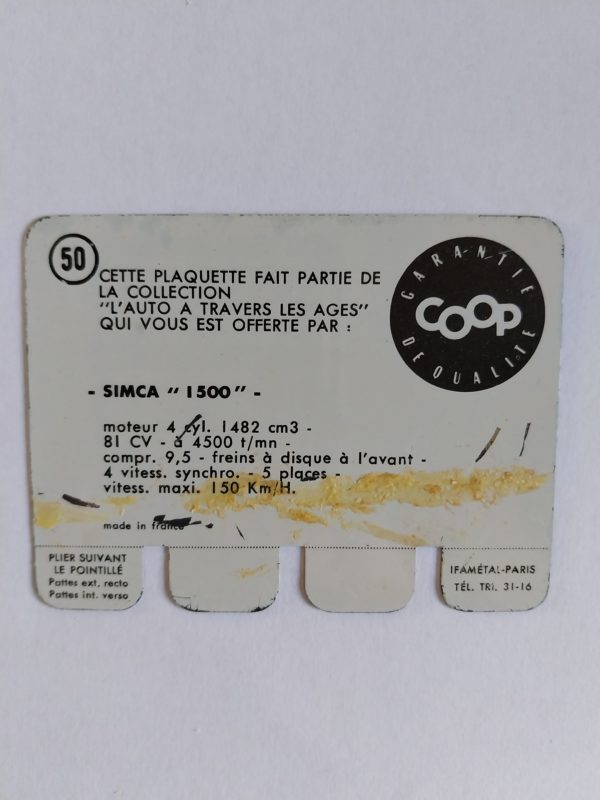 50
CETTE PLAQUETTE FAIT PARTIE DE
LA COLLECTION
"L'AUTO A TRAVERS LES AGES"
QUI VOUS EST OFFERTE PAR :
GARANTIE
COOP
DE QUALITE
- SIMCA " 1500 " -
moteur 4 cyl. 1482 cm3 -
81 CV - à 4500 t/mn -
compr. 9,5 - freins à disque à l'avant -
4 vitess. synchro. - 5 places -
vitess. maxi. 150 Km/H.
made in france
PLIER SUIVANT
LE POINTILLÉ
Pattes ext. recto
Pattes int. verso
IFAMÉTAL-PARIS
TÉL. TRI. 31-16